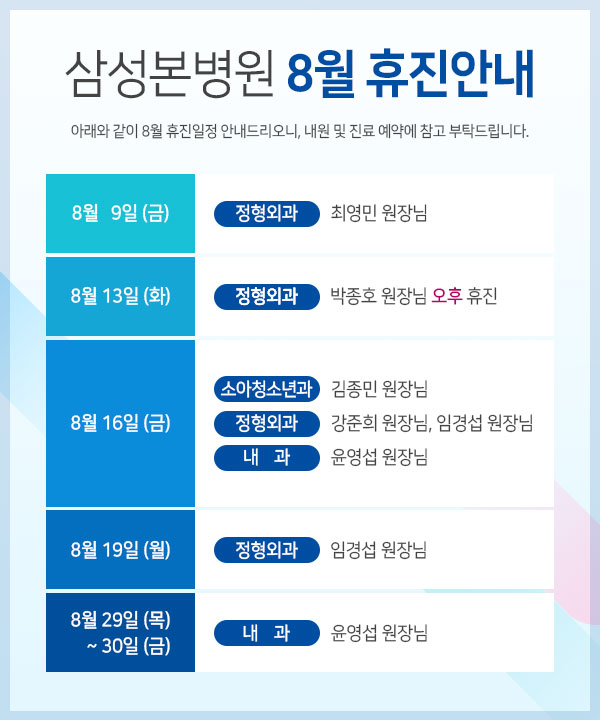 삼성본병원 8월 휴진안내
아래와 같이 8월 휴진일정 안내드리오니, 내원 및 진료 예약에 참고 부탁드립니다.
8월 9일 (금) 정형외과 최영민 원장님
8월 13일 (화) 정형외과 박종호 원장님 오후 휴진
소아청소년과 김종민 원장님
8월 16일 (금) 정형외과 강준희 원장님, 임경섭 원장님
내 과 윤영섭 원장님
8월 19일 (월) 정형외과 임경섭 원장님
8월 29일 (목)
~ 30일 (금)
내 과 윤영섭 원장님